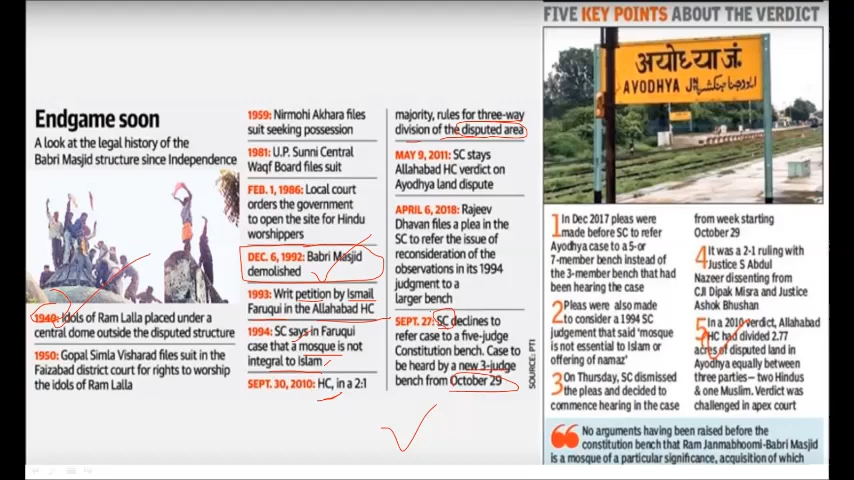 Endgame soon
A look at the legal history of the
Babri Masjid structure since Independence
1949: Idols of Ram Lalla placed under a
central dome outside the disputed structure
1950: Gopal Simla Visharad files suit in the
Faizabad district court for rights to worship
the idols of Ram Lalla
1959: Nirmohi Akhara files
suit seeking possession
1981: U.P. Sunni Central
Waqf Board files suit
FEB. 1, 1986: Local court
orders the government
to open the site for Hindu
worshippers
DEC. 6, 1992: Babri Masjid
demolished
1993: Writ petition by Ismail
Faruqui in the Allahabad HC
1994: SC says in Faruqui
case that a mosque is not
integral to Islam
SEPT. 30, 2010: HC, in a 2:1
majority, rules for three-way
division of the disputed area
MAY 9, 2011: SC stays
Allahabad HC verdict on
Ayodhya land dispute
APRIL 6, 2018: Rajeev
Dhavan files a plea in the
SC to refer the issue of
reconsideration of the
observations in its 1994
judgment to a
larger bench
SEPT. 27: SC declines to
refer case to a five-judge
Constitution bench. Case to
be heard by a new 3-judge
bench from October 29
SOURCE: PTI
FIVE KEY POINTS ABOUT THE VERDICT
अयोध्या जं.
AYODHYA JN.
1 In Dec 2017 pleas were
made before SC to refer
Ayodhya case to a 5-or
7-member bench instead of
the 3-member bench that had
been hearing the case
2 Pleas were also made
to consider a 1994 SC
judgement that said 'mosque
is not essential to Islam or
offering of namaz'
3 On Thursday, SC dismissed
the pleas and decided to
commence hearing in the case
from week starting
October 29
4 It was a 2-1 ruling with
Justice S Abdul
Nazeer dissenting from
CJI Dipak Misra and Justice
Ashok Bhushan
5 In a 2010 verdict, Allahabad
HC had divided 2.77
acres of disputed land in
Ayodhya equally between
three parties— two Hindus
& one Muslim. Verdict was
challenged in apex court
No arguments having been raised before the
constitution bench that Ram Janmabhoomi-Babri Masjid
is a mosque of a particular significance, acquisition of which